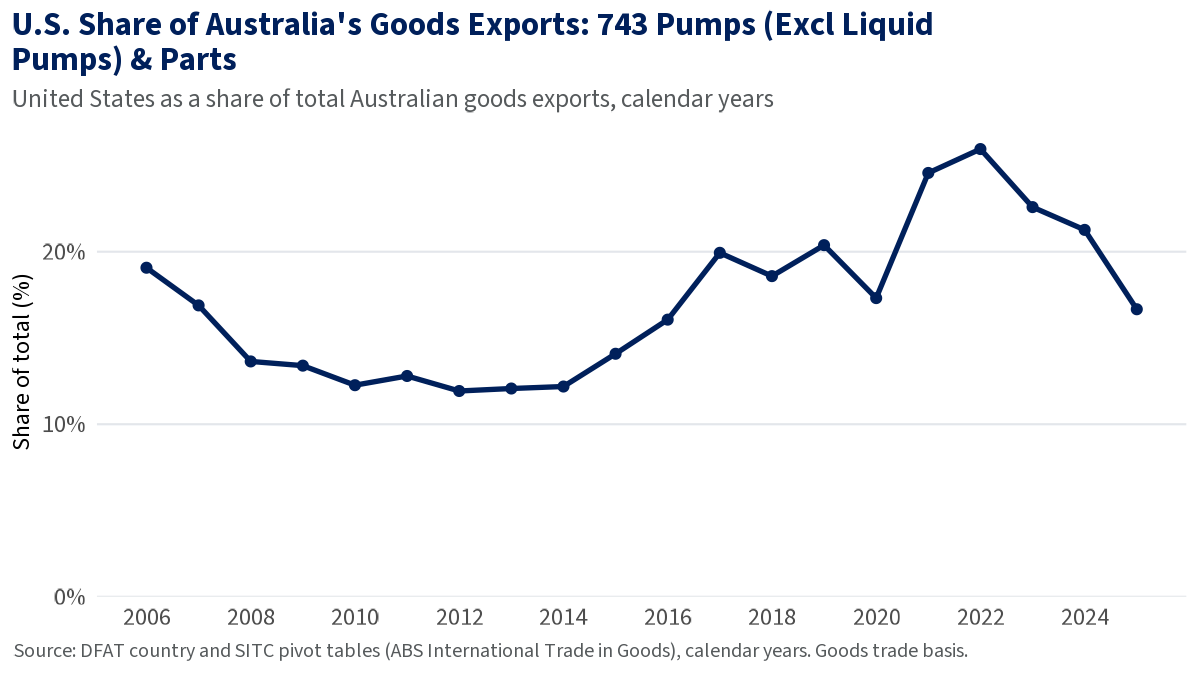 U.S. Share of Australia's Goods Exports: 743 Pumps (Excl Liquid
Pumps) & Parts
United States as a share of total Australian goods exports, calendar years
Share of total (%)
20%
10%
0%
2006 2008 2010 2012 2014 2016 2018 2020 2022 2024
Source: DFAT country and SITC pivot tables (ABS International Trade in Goods), calendar years. Goods trade basis.